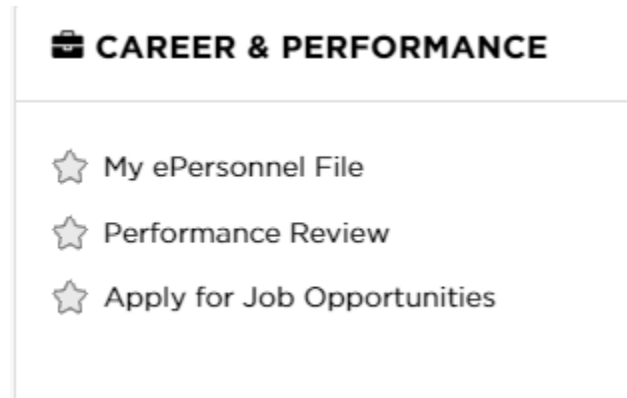 CAREER & PERFORMANCE
My ePersonnel File
Performance Review
Apply for Job Opportunities